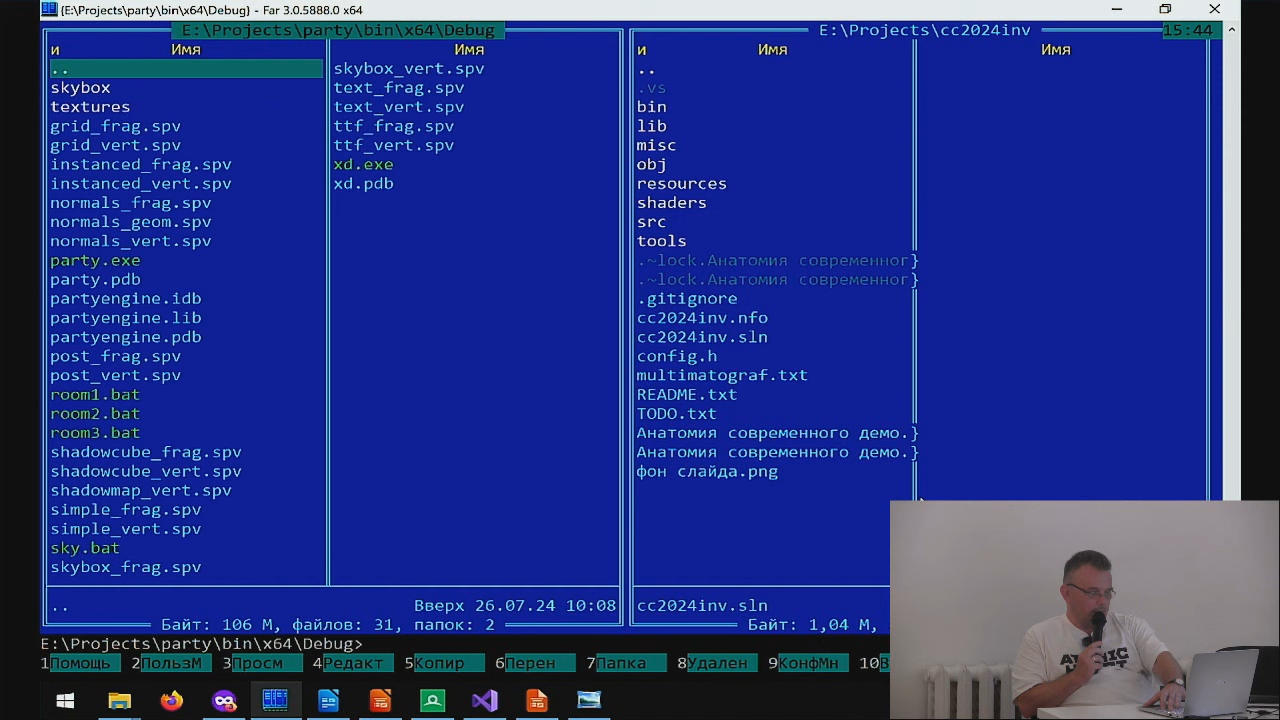 {E:\Projects\party\bin\x64\Debug} - Far 3.0.5888.0 x64
E:\Projects\party\bin\x64\Debug
и Имя Имя
..
skybox
textures
grid_frag.spv
grid_vert.spv
instanced_frag.spv
instanced_vert.spv
normals_frag.spv
normals_geom.spv
normals_vert.spv
party.exe
party.pdb
partyengine.idb
partyengine.lib
partyengine.pdb
post_frag.spv
post_vert.spv
room1.bat
room2.bat
room3.bat
shadowcube_frag.spv
shadowcube_vert.spv
shadowmap_vert.spv
simple_frag.spv
simple_vert.spv
sky.bat
skybox_frag.spv
skybox_vert.spv
text_frag.spv
text_vert.spv
ttf_frag.spv
ttf_vert.spv
xd.exe
xd.pdb
.. Вверх 26.07.24 10:08
Байт: 106 М, файлов: 31, папок: 2
E:\Projects\cc2024inv
15:44
и Имя Имя
..
.vs
bin
lib
misc
obj
resources
shaders
src
tools
.~lock.Анатомия современног}
.~lock.Анатомия современног}
.gitignore
cc2024inv.nfo
cc2024inv.sln
config.h
multimatograf.txt
README.txt
TODO.txt
Анатомия современного демо.}
Анатомия современного демо.}
фон слайда.png
cc2024inv.sln
Байт: 1,04 М,
E:\Projects\party\bin\x64\Debug>
1Помощь 2ПользМ 3Просм 4Редакт 5Копир 6Перен 7Папка 8Удален 9КонфМн 10В